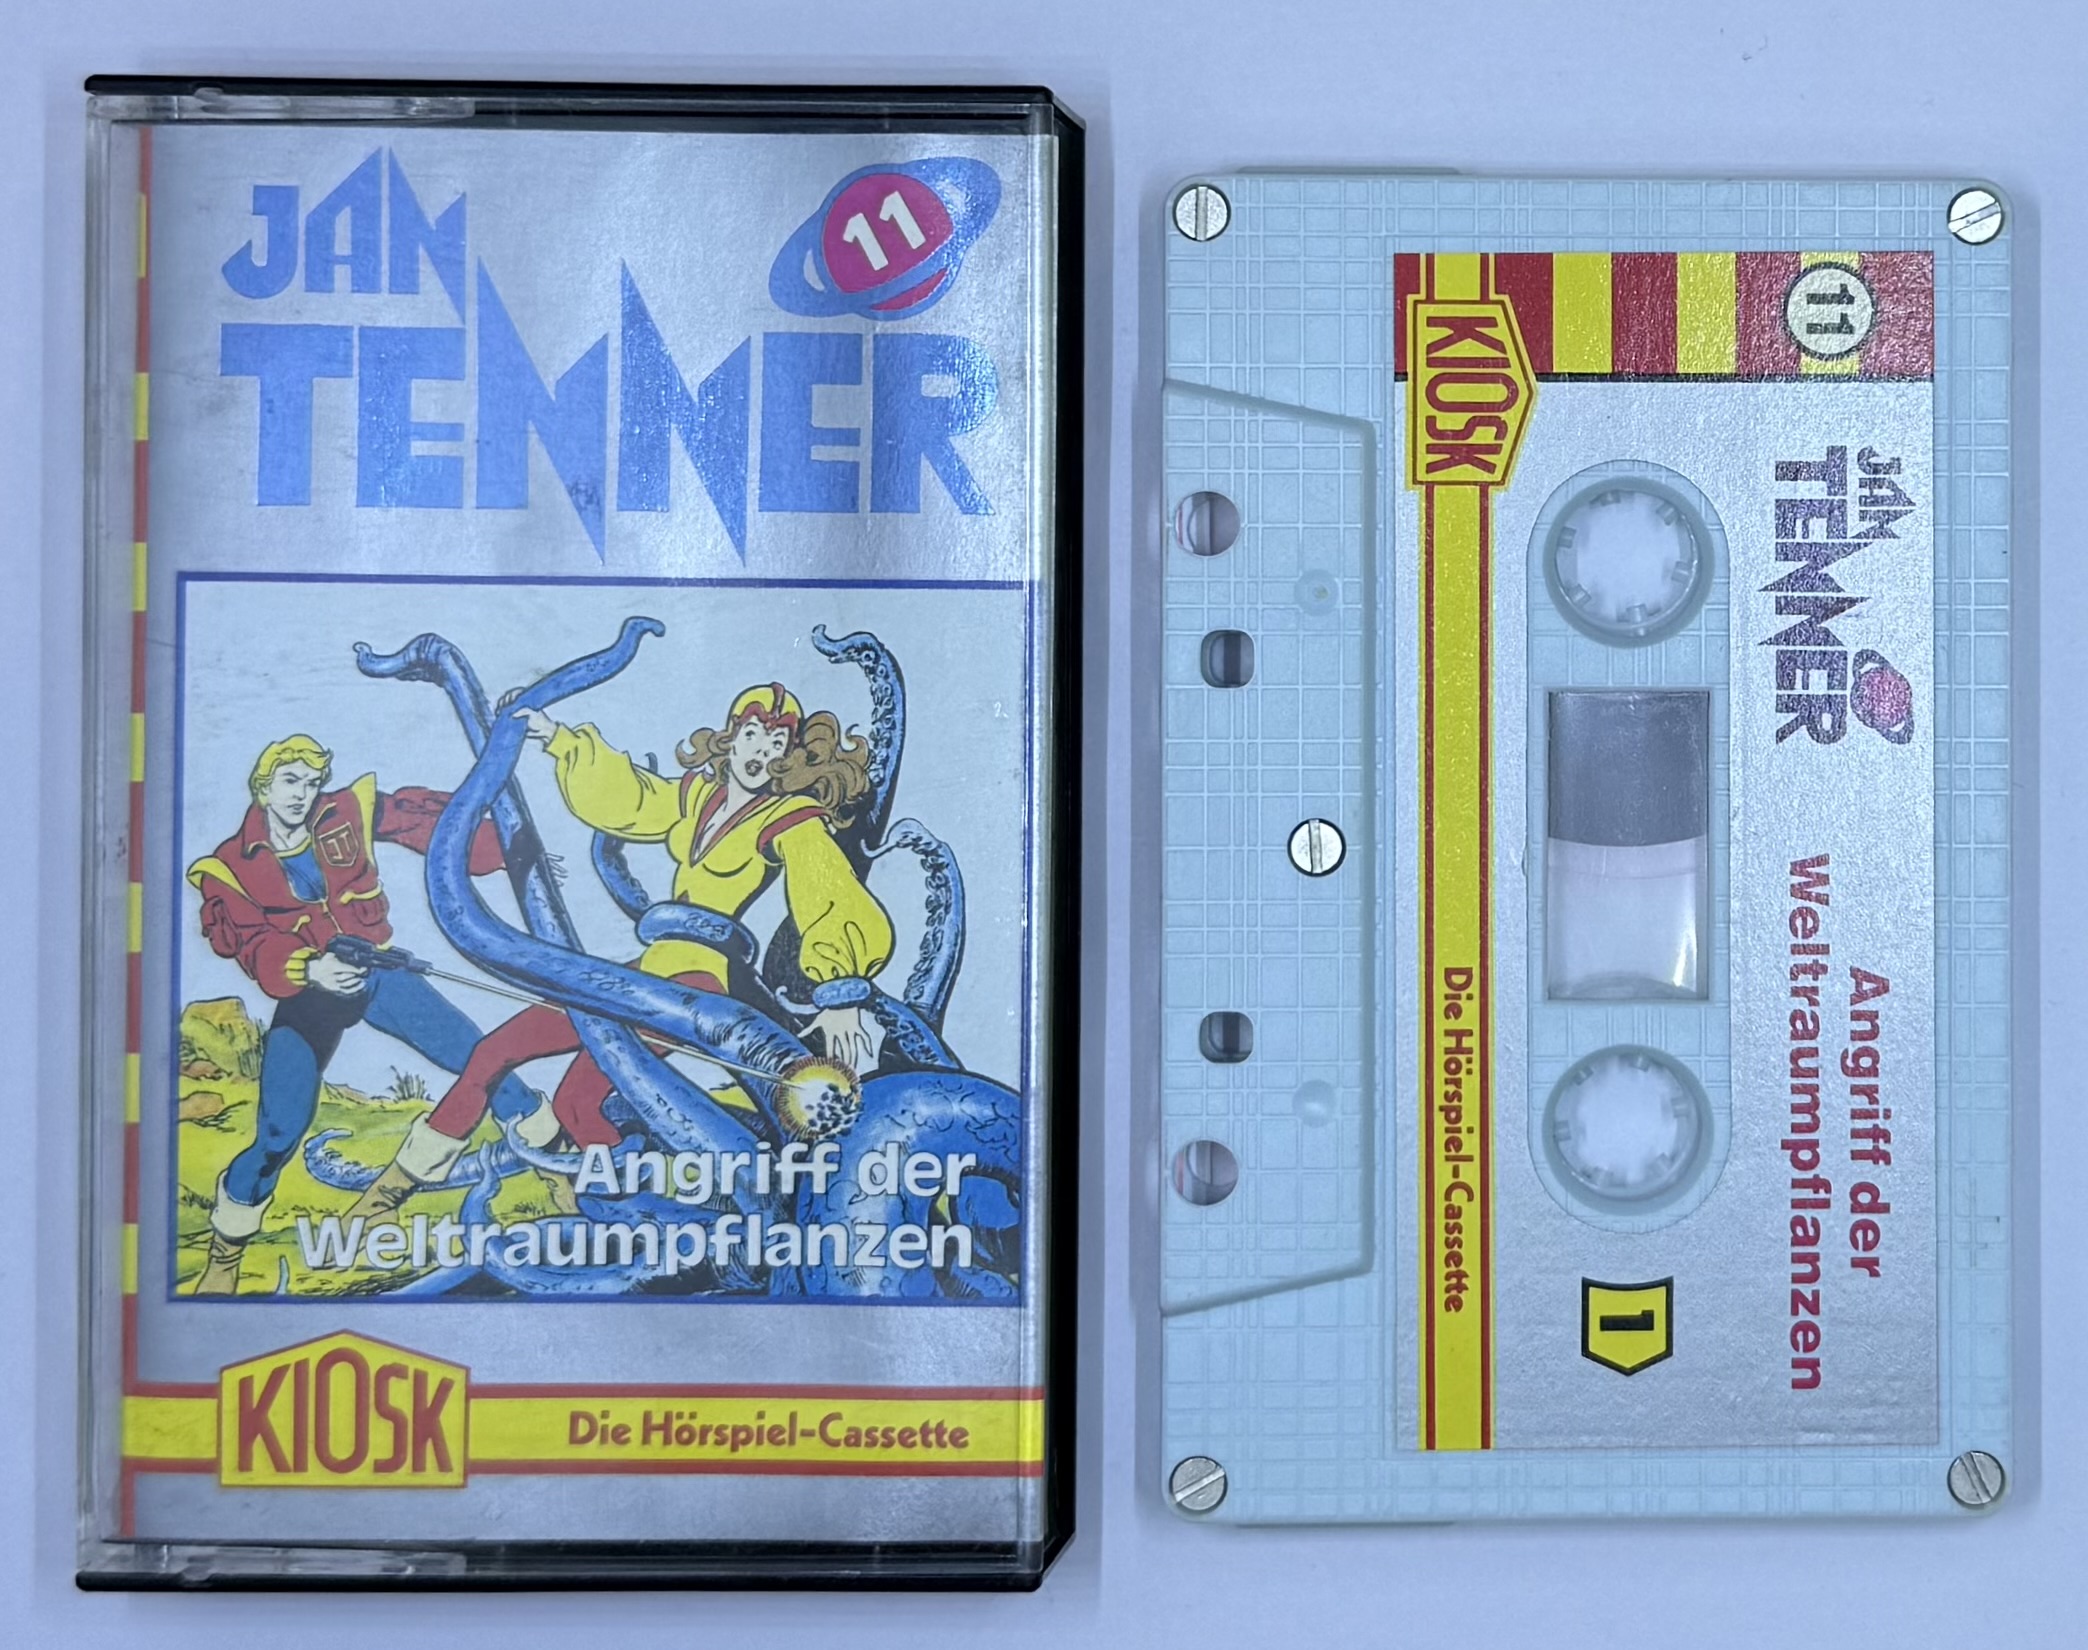 JAN
TENNER
11
JT
Angriff der
Weltraumpflanzen
KIOSK
Die Hörspiel-Cassette
11
KIOSK
JAN
TENNER
Angriff der
Weltraumpflanzen
Die Hörspiel-Cassette
1